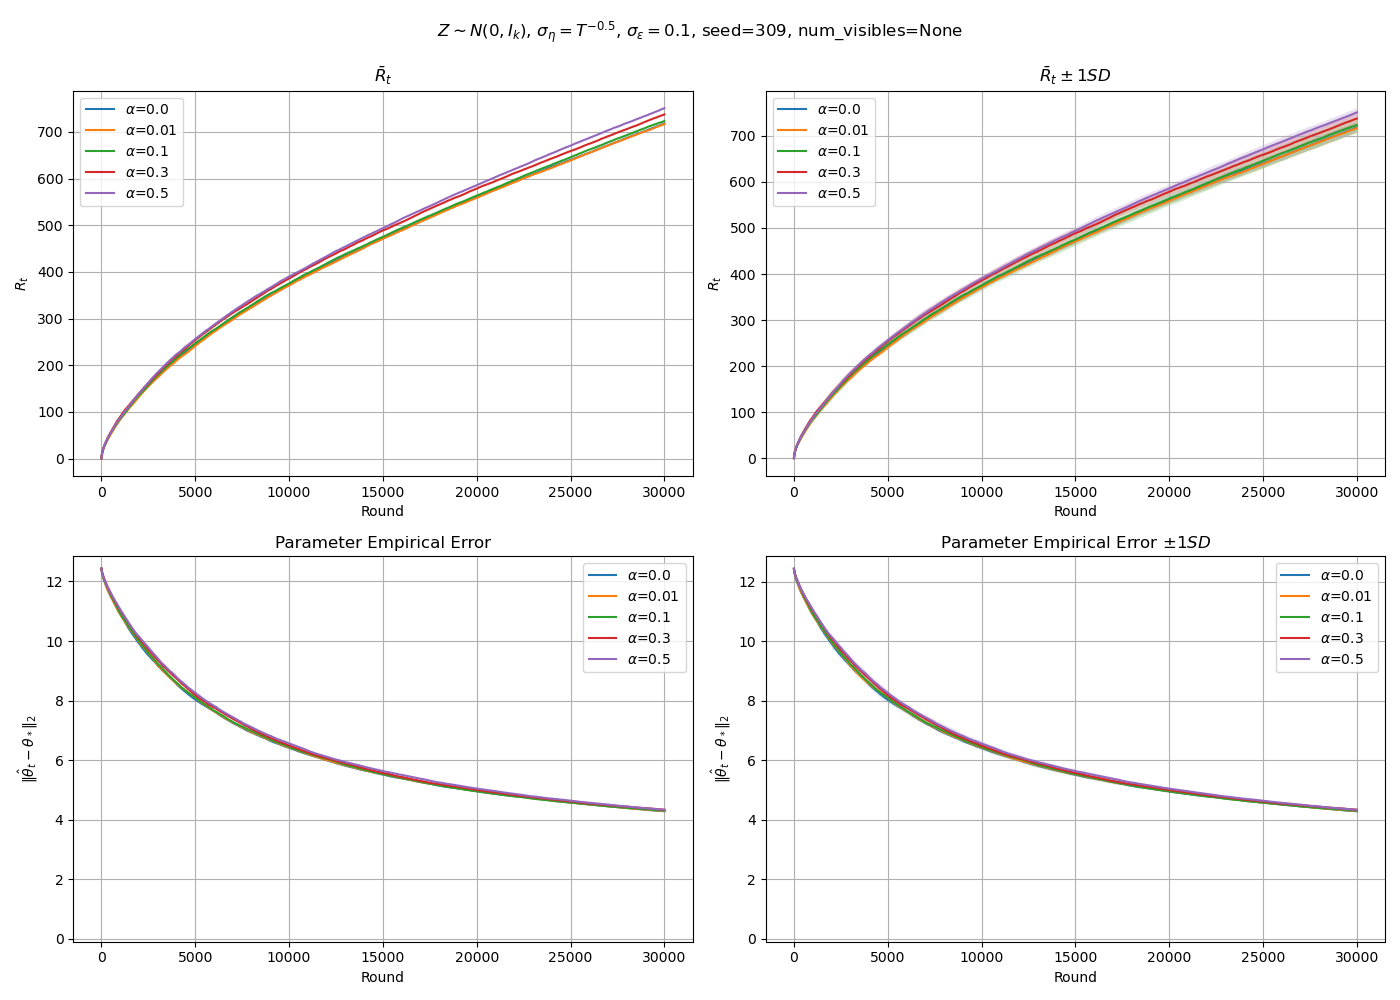 Z ∼ N(0, I_k), σ_η = T^{−0.5}, σ_ε = 0.1, seed=309, num_visibles=None
R̄_t
R_t
700
600
500
400
300
200
100
0
α=0.0
α=0.01
α=0.1
α=0.3
α=0.5
0 5000 10000 15000 20000 25000 30000
Round
R̄_t ± 1SD
R_t
700
600
500
400
300
200
100
0
α=0.0
α=0.01
α=0.1
α=0.3
α=0.5
0 5000 10000 15000 20000 25000 30000
Round
Parameter Empirical Error
‖θ̂_t − θ_*‖_2
12
10
8
6
4
2
0
α=0.0
α=0.01
α=0.1
α=0.3
α=0.5
0 5000 10000 15000 20000 25000 30000
Round
Parameter Empirical Error ±1SD
‖θ̂_t − θ_*‖_2
12
10
8
6
4
2
0
α=0.0
α=0.01
α=0.1
α=0.3
α=0.5
0 5000 10000 15000 20000 25000 30000
Round